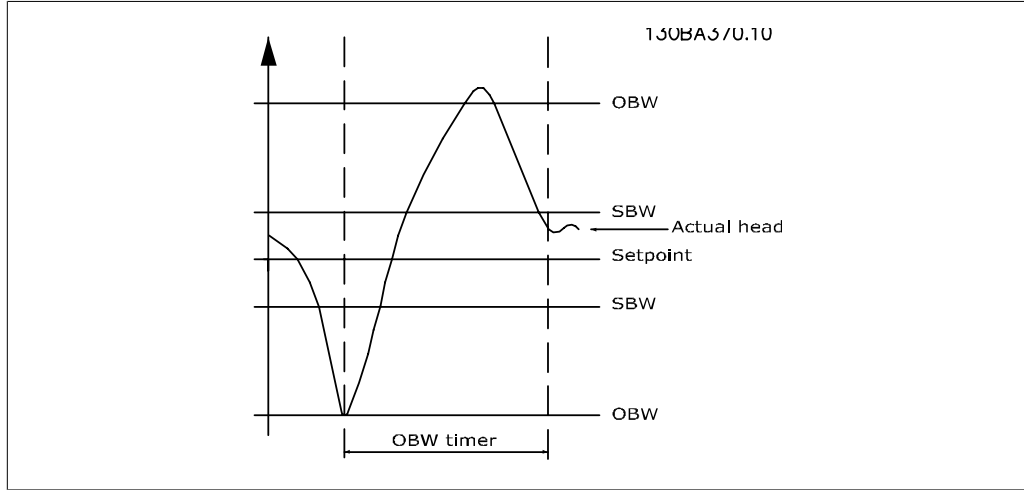 130BA370.10
OBW
SBW
Actual head
Setpoint
SBW
OBW
OBW timer